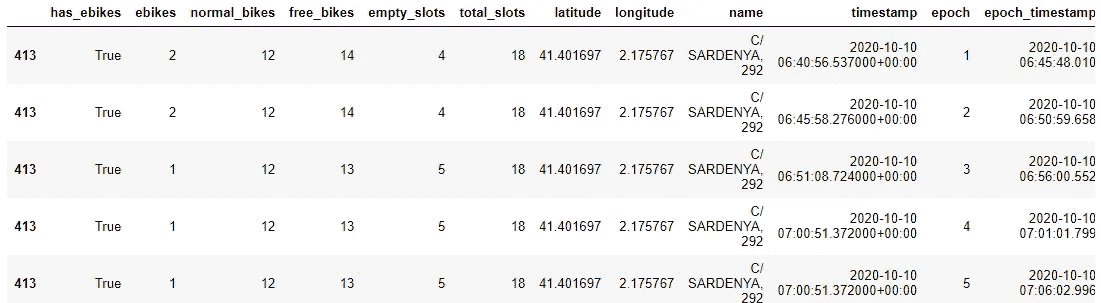 has_ebikes ebikes normal_bikes free_bikes empty_slots total_slots latitude longitude name timestamp epoch epoch_timestamp
413 True 2 12 14 4 18 41.401697 2.175767 C/ SARDENYA, 292 2020-10-10 06:40:56.537000+00:00 1 2020-10-10 06:45:48.010
413 True 2 12 14 4 18 41.401697 2.175767 C/ SARDENYA, 292 2020-10-10 06:45:58.276000+00:00 2 2020-10-10 06:50:59.658
413 True 1 12 13 5 18 41.401697 2.175767 C/ SARDENYA, 292 2020-10-10 06:51:08.724000+00:00 3 2020-10-10 06:56:00.552
413 True 1 12 13 5 18 41.401697 2.175767 C/ SARDENYA, 292 2020-10-10 07:00:51.372000+00:00 4 2020-10-10 07:01:01.799
413 True 1 12 13 5 18 41.401697 2.175767 C/ SARDENYA, 292 2020-10-10 07:00:51.372000+00:00 5 2020-10-10 07:06:02.996